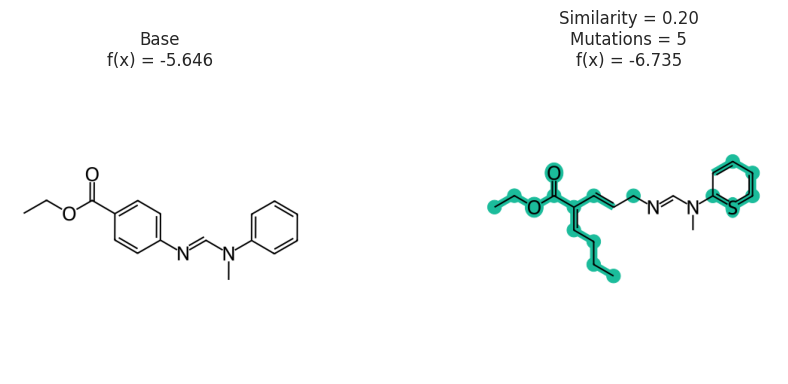 Base
f(x) = -5.646
Similarity = 0.20
Mutations = 5
f(x) = -6.735
O
O
N
N
O
O
N
N
S